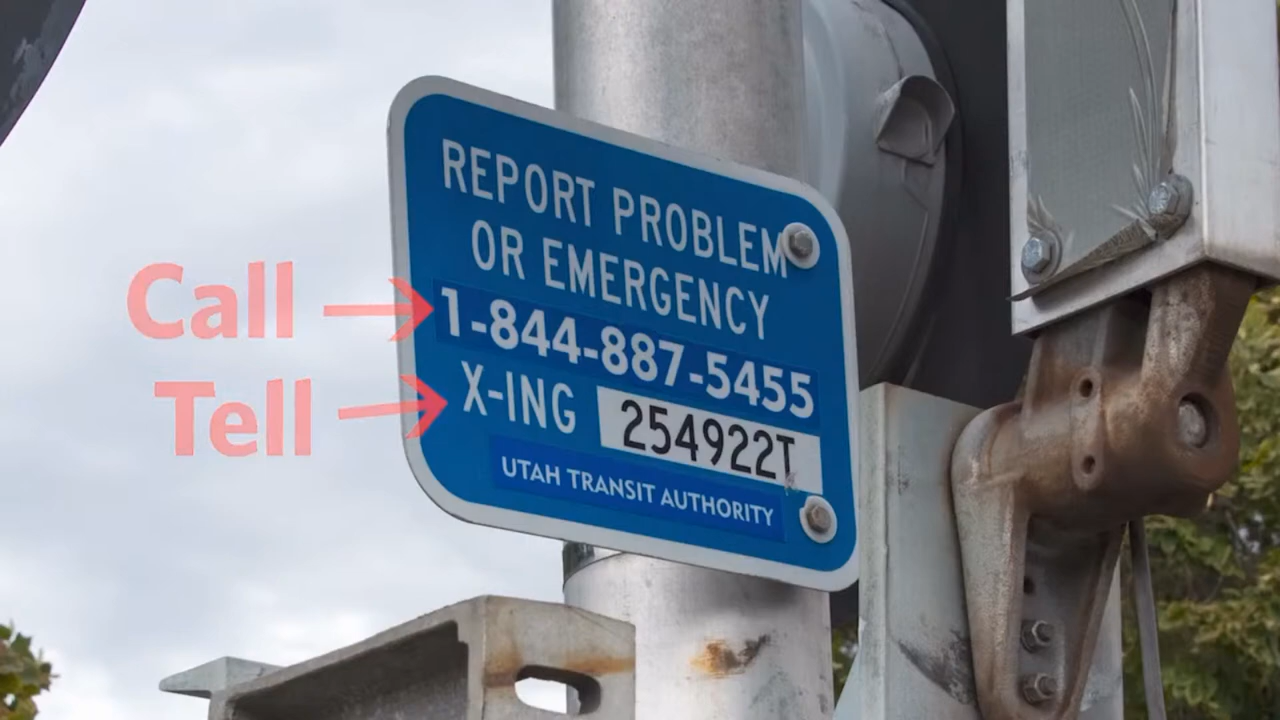 REPORT PROBLEM
OR EMERGENCY
Call → 1-844-887-5455
Tell → X-ING 254922T
UTAH TRANSIT AUTHORITY